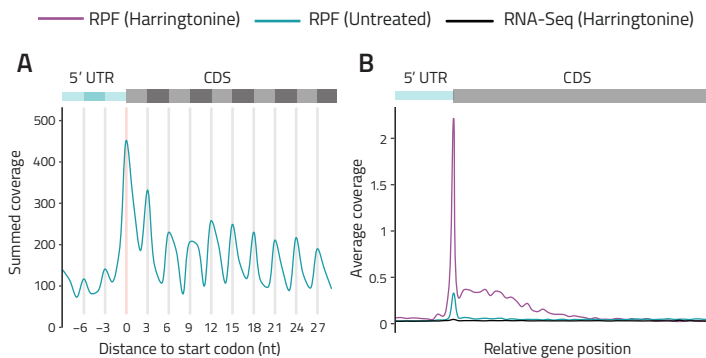 RPF (Harringtonine) RPF (Untreated) RNA-Seq (Harringtonine)
A
5′ UTR CDS
Summed coverage
500
400
300
200
100
0
−6 −3 0 3 6 9 12 15 18 21 24 27
Distance to start codon (nt)
B
CDS
5′ UTR
Average coverage
2
1.5
1
0.5
0
Relative gene position